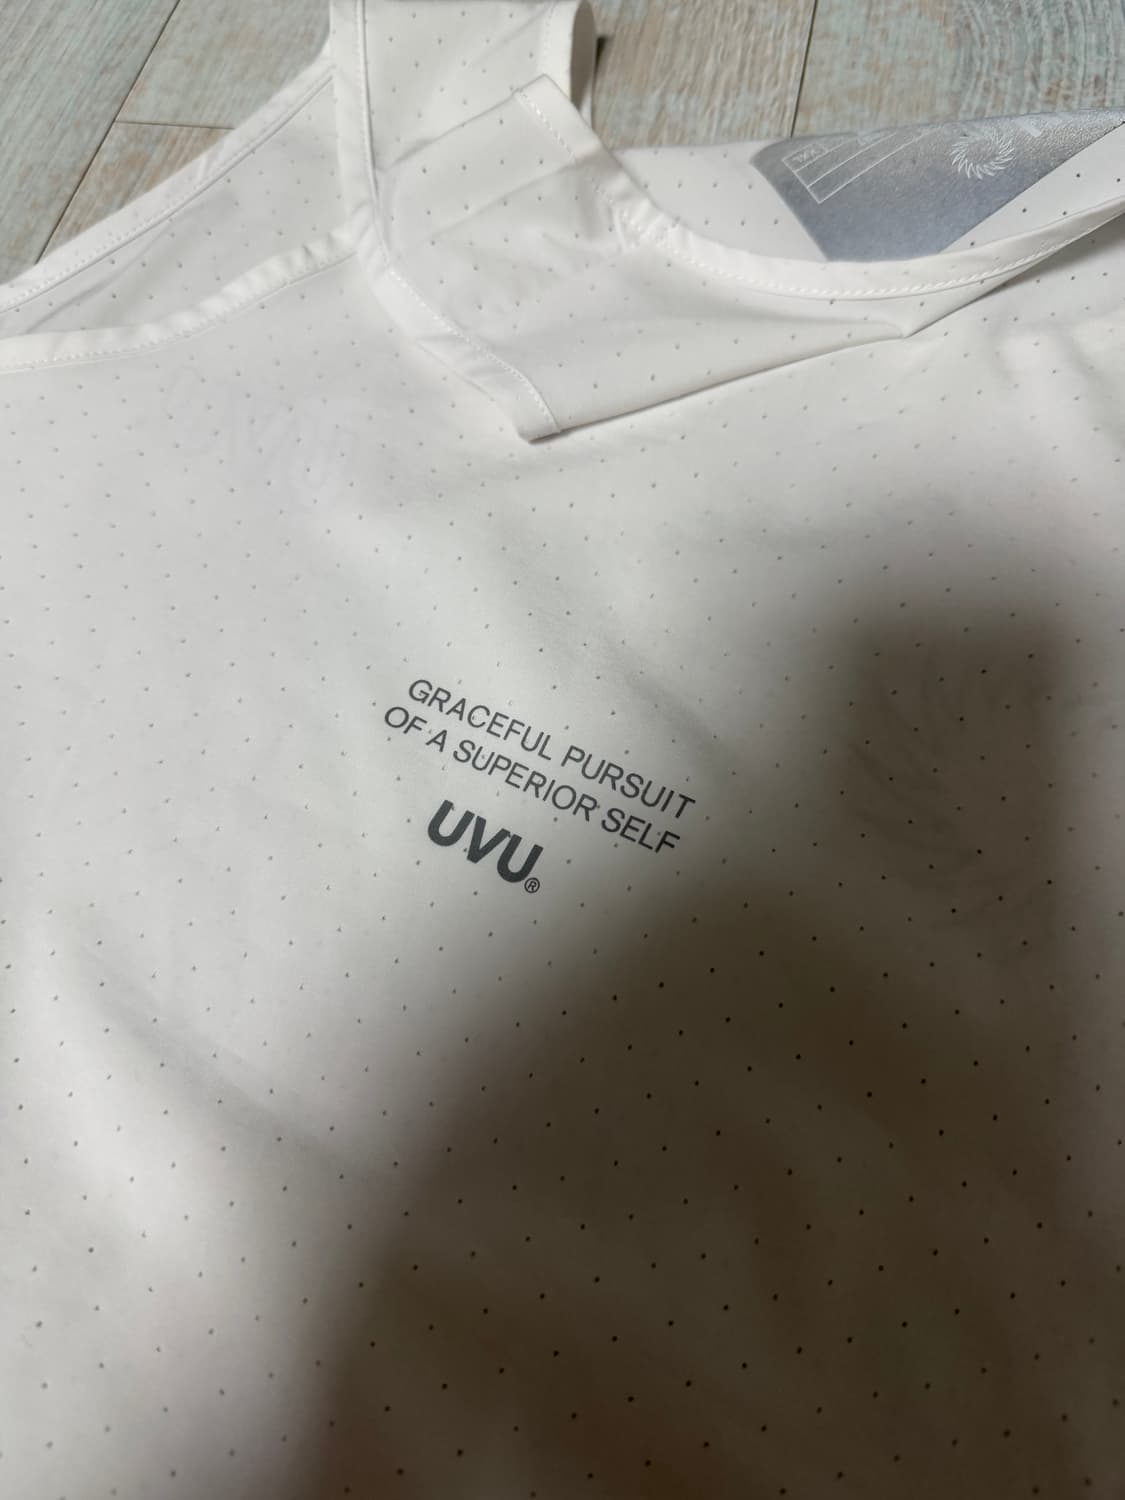 GRACEFUL PURSUIT
OF A SUPERIOR SELF
UVU®